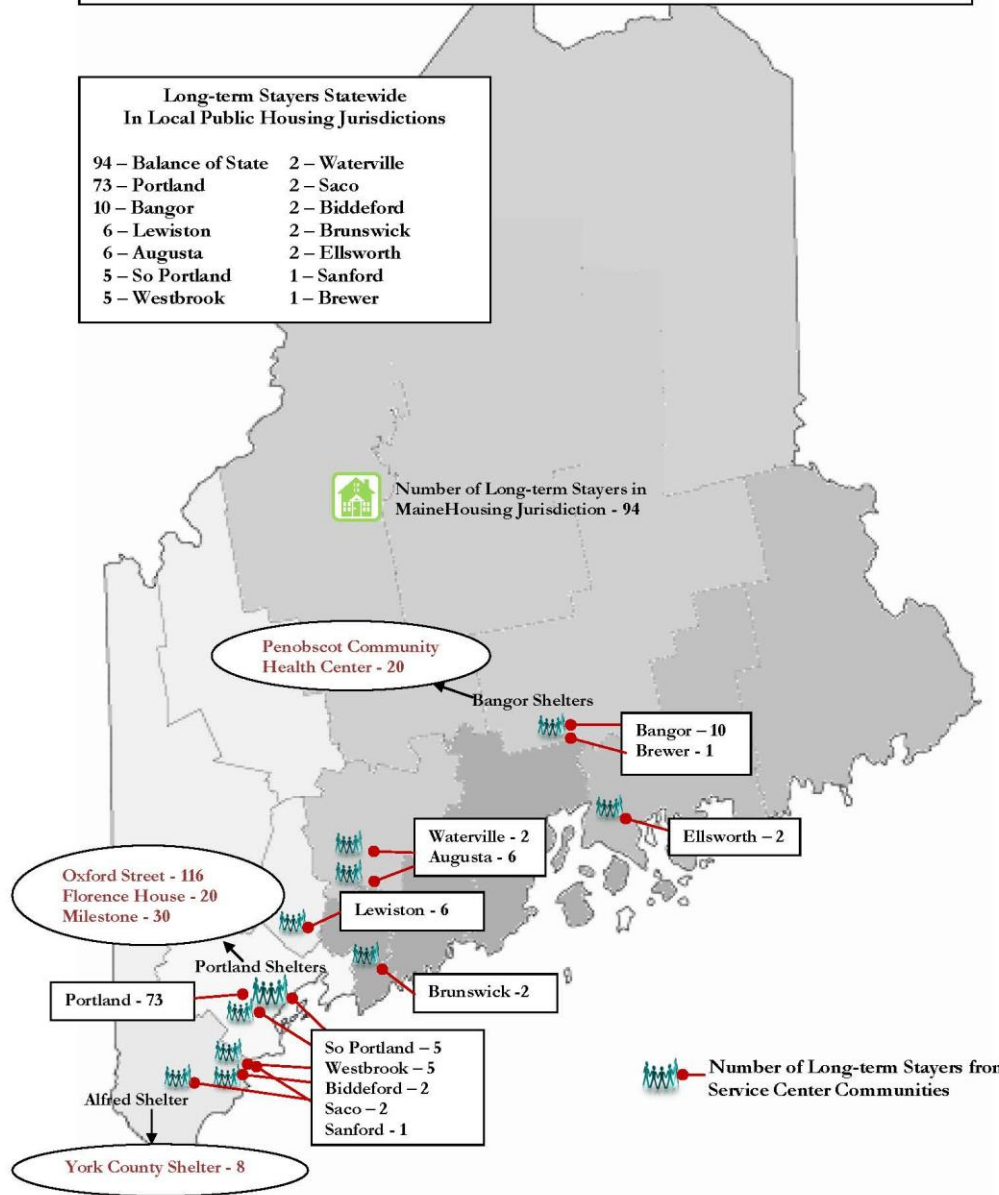 Long-term Stayers Statewide
In Local Public Housing Jurisdictions
94 – Balance of State 2 – Waterville
73 – Portland 2 – Saco
10 – Bangor 2 – Biddeford
6 – Lewiston 2 – Brunswick
6 – Augusta 2 – Ellsworth
5 – So Portland 1 – Sanford
5 – Westbrook 1 – Brewer
Number of Long-term Stayers in
MaineHousing Jurisdiction - 94
Penobscot Community
Health Center - 20
Bangor Shelters
Bangor – 10
Brewer - 1
Ellsworth – 2
Waterville - 2
Augusta - 6
Lewiston - 6
Oxford Street - 116
Florence House - 20
Milestone - 30
Portland Shelters
Portland - 73
Brunswick -2
So Portland – 5
Westbrook – 5
Biddeford – 2
Saco – 2
Sanford - 1
Alfred Shelter
York County Shelter - 8
Number of Long-term Stayers from
Service Center Communities